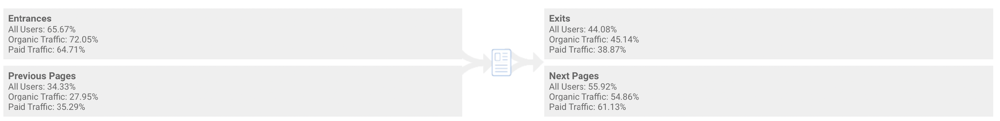 Entrances
All Users: 65.67%
Organic Traffic: 72.05%
Paid Traffic: 64.71%
Previous Pages
All Users: 34.33%
Organic Traffic: 27.95%
Paid Traffic: 35.29%
Exits
All Users: 44.08%
Organic Traffic: 45.14%
Paid Traffic: 38.87%
Next Pages
All Users: 55.92%
Organic Traffic: 54.86%
Paid Traffic: 61.13%